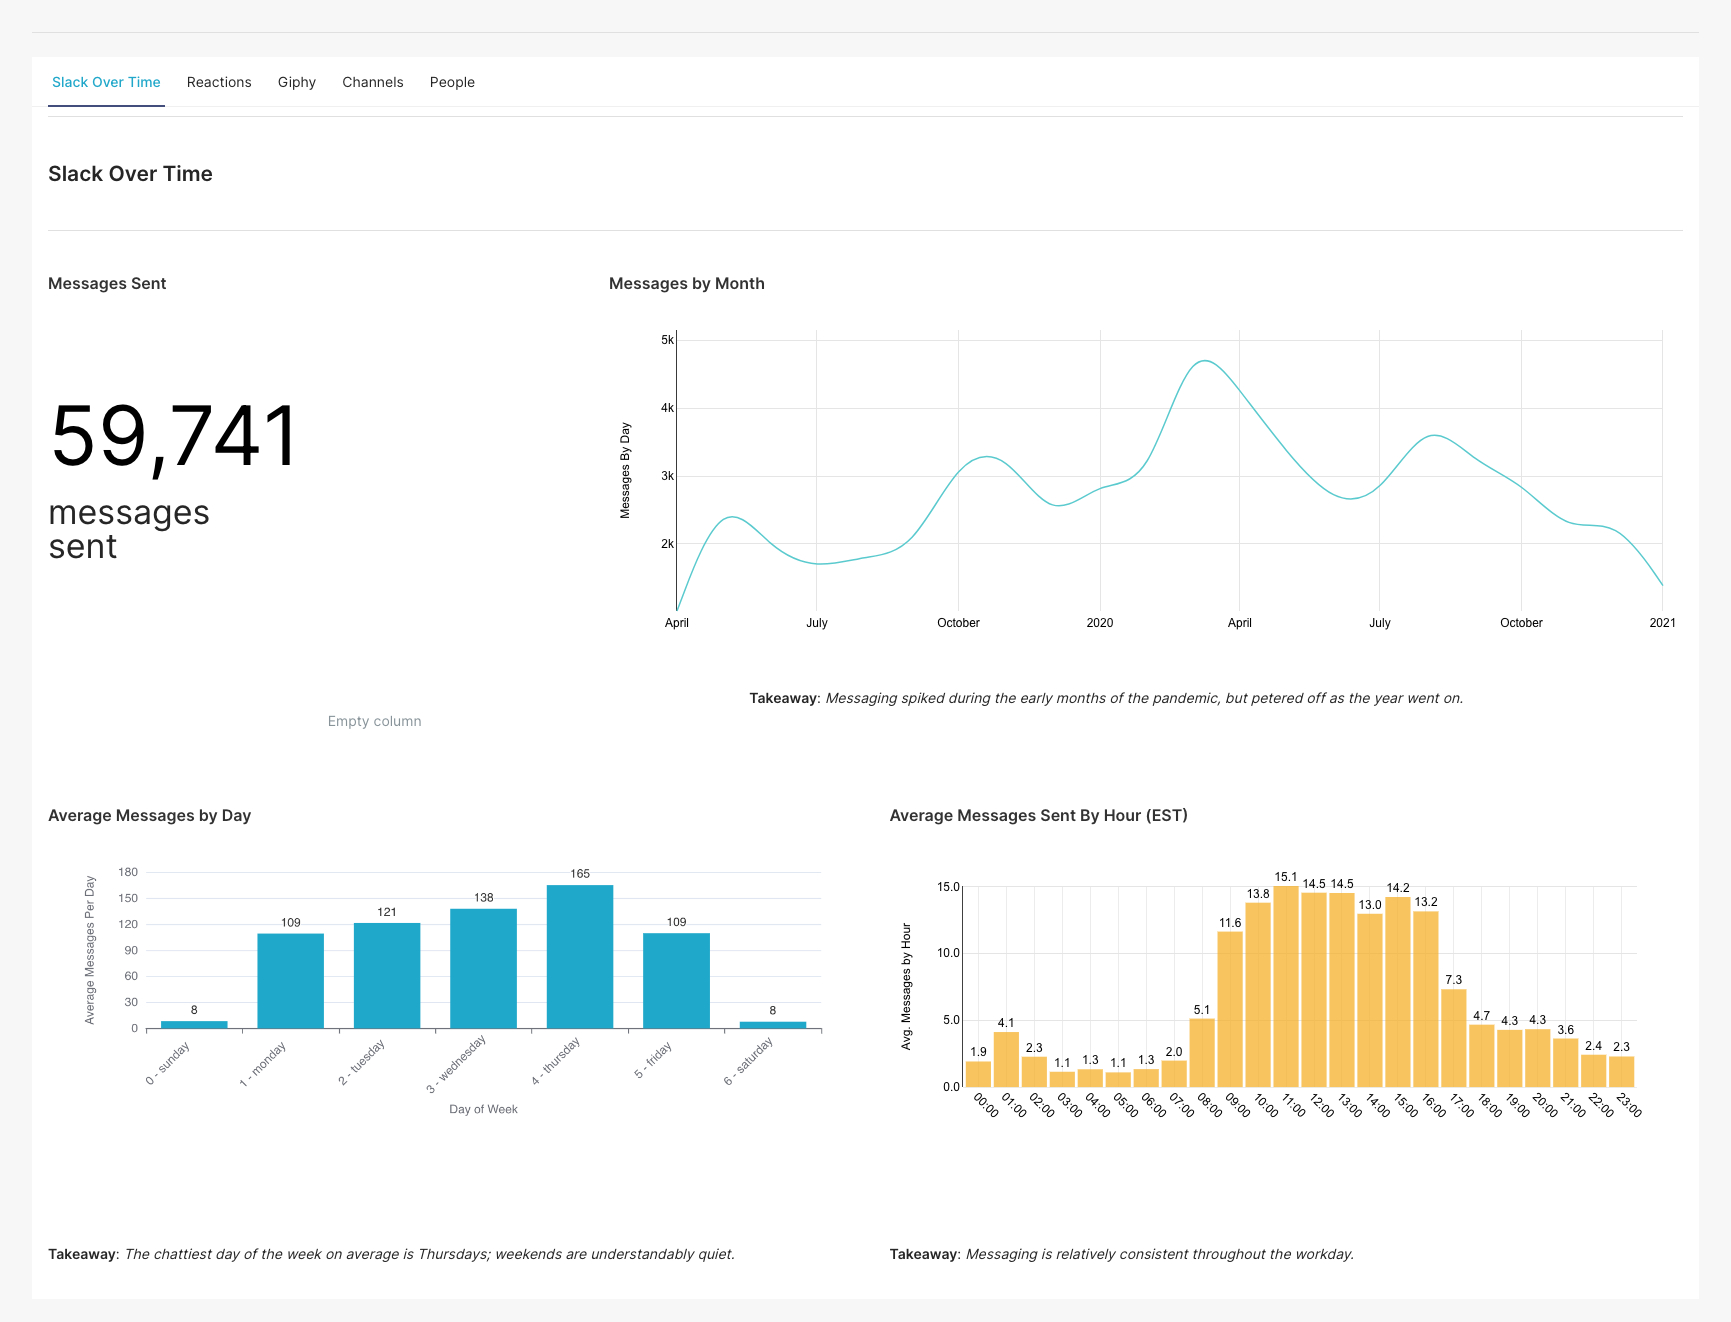 Slack Over Time Reactions Giphy Channels People
Slack Over Time
Messages Sent
59,741
messages
sent
Empty column
Messages by Month
Messages By Day
5k
4k
3k
2k
April July October 2020 April July October 2021
Takeaway: Messaging spiked during the early months of the pandemic, but petered off as the year went on.
Average Messages by Day
Average Messages Per Day
180
150
120
90
60
30
0
8 109 121 138 165 109 8
0 - sunday 1 - monday 2 - tuesday 3 - wednesday 4 - thursday 5 - friday 6 - saturday
Day of Week
Takeaway: The chattiest day of the week on average is Thursdays; weekends are understandably quiet.
Average Messages Sent By Hour (EST)
Avg. Messages by Hour
15.0
10.0
5.0
0.0
1.9 4.1 2.3 1.1 1.3 1.1 1.3 2.0 5.1 11.6 13.8 15.1 14.5 14.5 13.0 14.2 13.2 7.3 4.7 4.3 4.3 3.6 2.4 2.3
00:00 01:00 02:00 03:00 04:00 05:00 06:00 07:00 08:00 09:00 10:00 11:00 12:00 13:00 14:00 15:00 16:00 17:00 18:00 19:00 20:00 21:00 22:00 23:00
Takeaway: Messaging is relatively consistent throughout the workday.